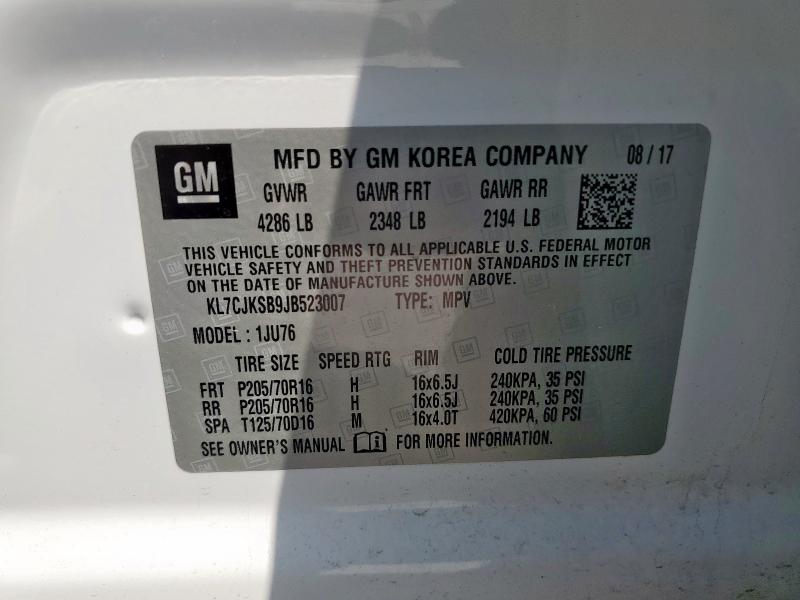 GM MFD BY GM KOREA COMPANY 08 / 17
GVWR GAWR FRT GAWR RR
4286 LB 2348 LB 2194 LB
THIS VEHICLE CONFORMS TO ALL APPLICABLE U.S. FEDERAL MOTOR
VEHICLE SAFETY AND THEFT PREVENTION STANDARDS IN EFFECT
ON THE DATE OF MANUFACTURE SHOWN ABOVE.
KL7CJKSB9JB523007 TYPE: MPV
MODEL : 1JU76
TIRE SIZE SPEED RTG RIM COLD TIRE PRESSURE
FRT P205/70R16 H 16x6.5J 240KPA, 35 PSI
RR P205/70R16 H 16x6.5J 240KPA, 35 PSI
SPA T125/70D16 M 16x4.0T 420KPA, 60 PSI
SEE OWNER'S MANUAL FOR MORE INFORMATION.